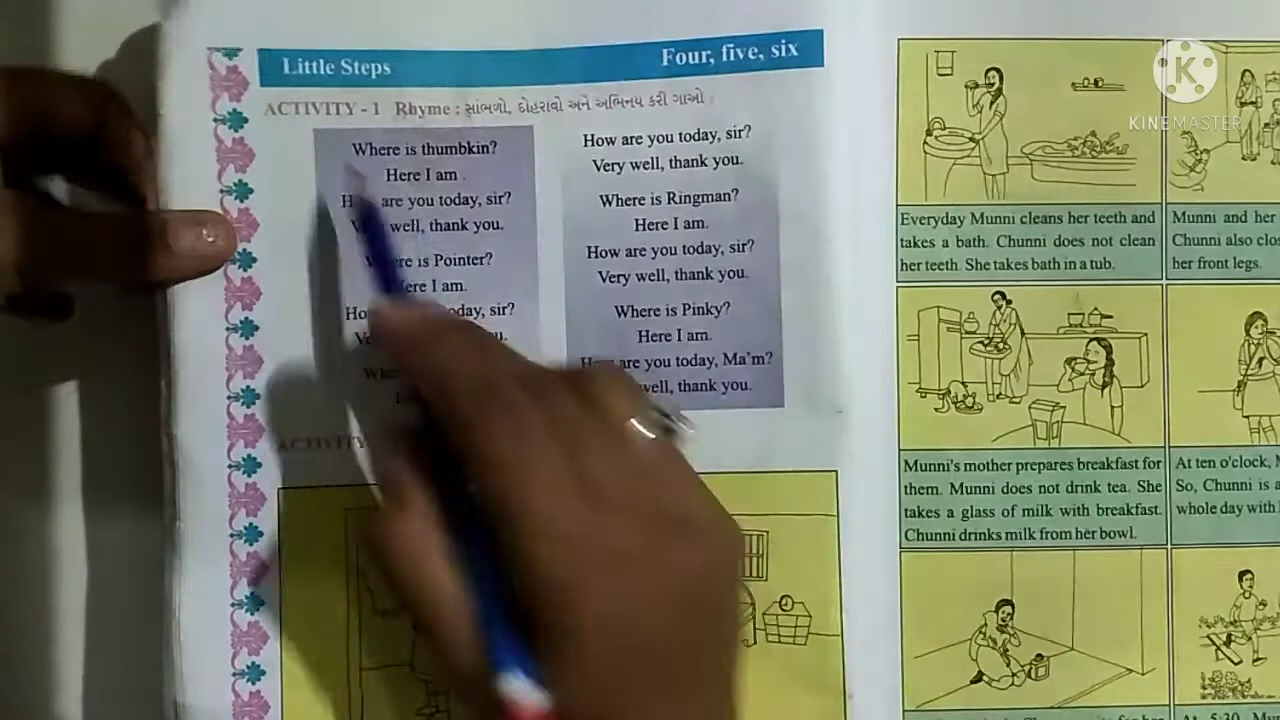 Little Steps
Four, five, six
ACTIVITY - 1 Rhyme : સાંભળો, દોહરાવો અને અભિનય કરી ગાઓ
Where is thumbkin?
Here I am .
are you today, sir?
well, thank you.
is Pointer?
I am.
sir?
How are you today, sir?
Very well, thank you.
Where is Ringman?
Here I am.
How are you today, sir?
Very well, thank you.
Where is Pinky?
Here I am.
are you today, Ma'm?
well, thank you.
ACTIVITY
Everyday Munni cleans her teeth and
takes a bath. Chunni does not clean
her teeth. She takes bath in a tub.
Munni and her
Chunni also
her front legs.
Munni's mother prepares breakfast for
them. Munni does not drink tea. She
takes a glass of milk with breakfast.
Chunni drinks milk from her bowl.
At ten o'clock,
So, Chunni is
whole day with
KINEMASTER